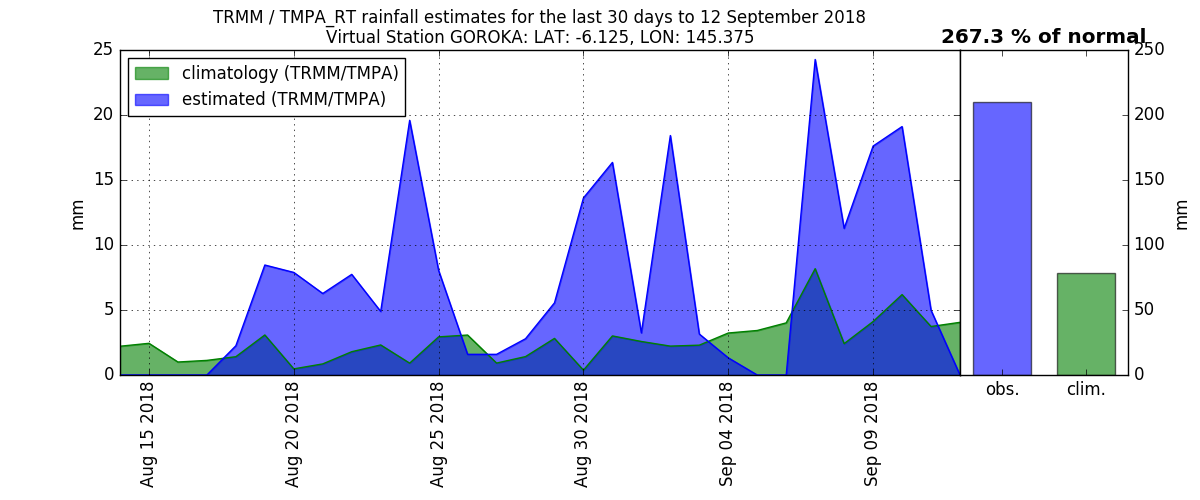 TRMM / TMPA_RT rainfall estimates for the last 30 days to 12 September 2018
Virtual Station GOROKA: LAT: -6.125, LON: 145.375
267.3 % of normal
climatology (TRMM/TMPA)
estimated (TRMM/TMPA)
25
20
15
10
5
0
mm
250
200
150
100
50
0
mm
Aug 15 2018
Aug 20 2018
Aug 25 2018
Aug 30 2018
Sep 04 2018
Sep 09 2018
obs.
clim.